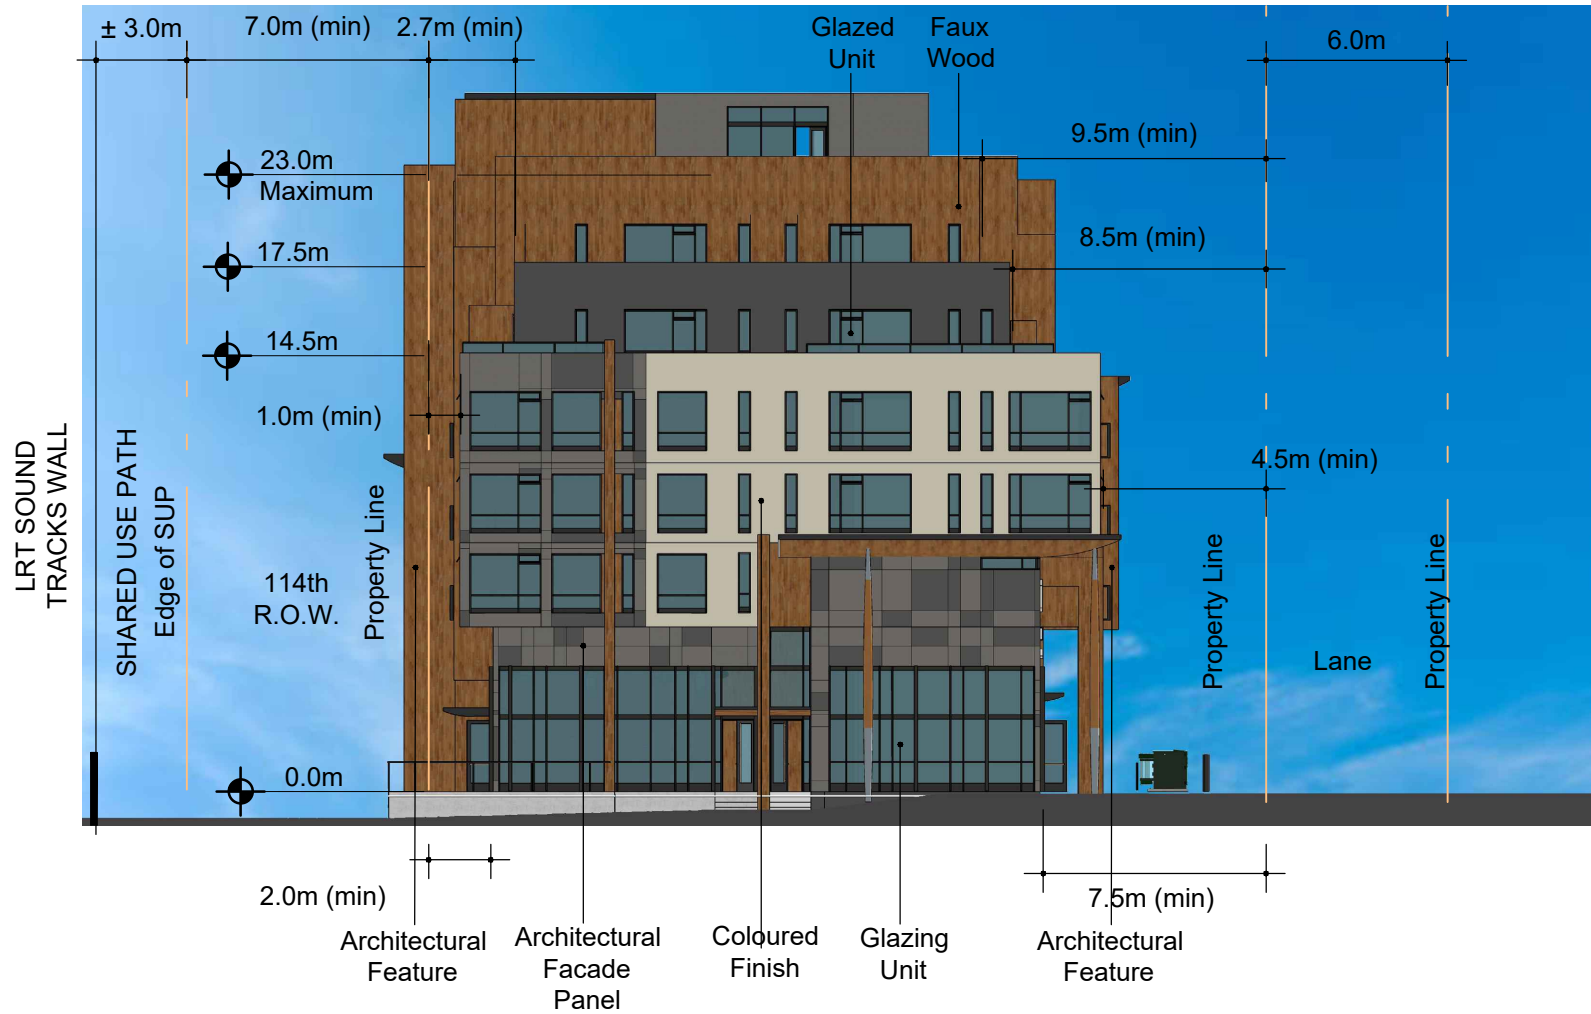 ± 3.0m
7.0m (min)
2.7m (min)
Glazed
Unit
Faux
Wood
6.0m
9.5m (min)
23.0m
Maximum
8.5m (min)
17.5m
14.5m
1.0m (min)
4.5m (min)
LRT SOUND
TRACKS WALL
SHARED USE PATH
Edge of SUP
114th
R.O.W.
Property Line
Property Line
Lane
Property Line
0.0m
2.0m (min)
7.5m (min)
Architectural
Feature
Architectural
Facade
Panel
Coloured
Finish
Glazing
Unit
Architectural
Feature